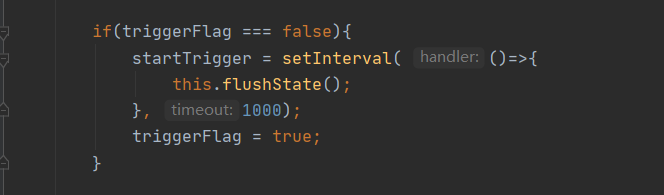 if(triggerFlag === false){
startTrigger = setInterval( handler: ()=>{
this.flushState();
}, timeout: 1000);
triggerFlag = true;
}